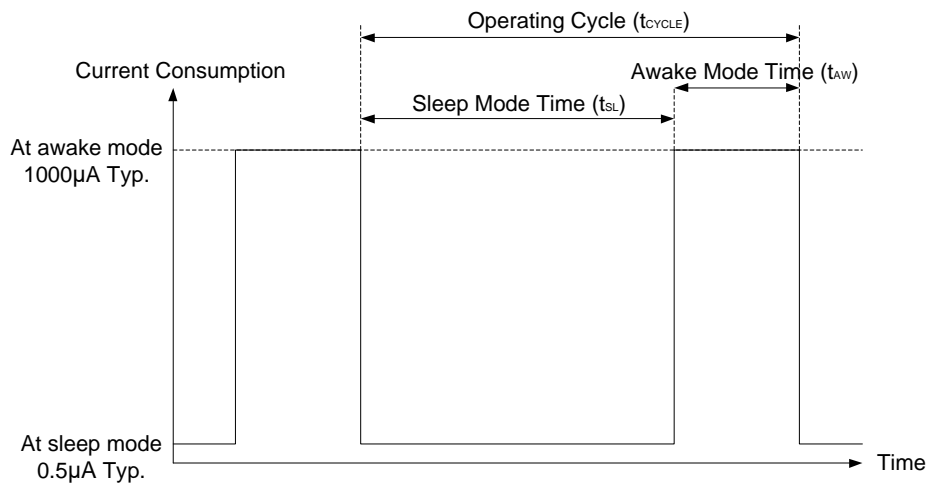 Operating Cycle (tCYCLE)
Current Consumption
Awake Mode Time (tAW)
Sleep Mode Time (tSL)
At awake mode
1000µA Typ.
At sleep mode
0.5µA Typ.
Time